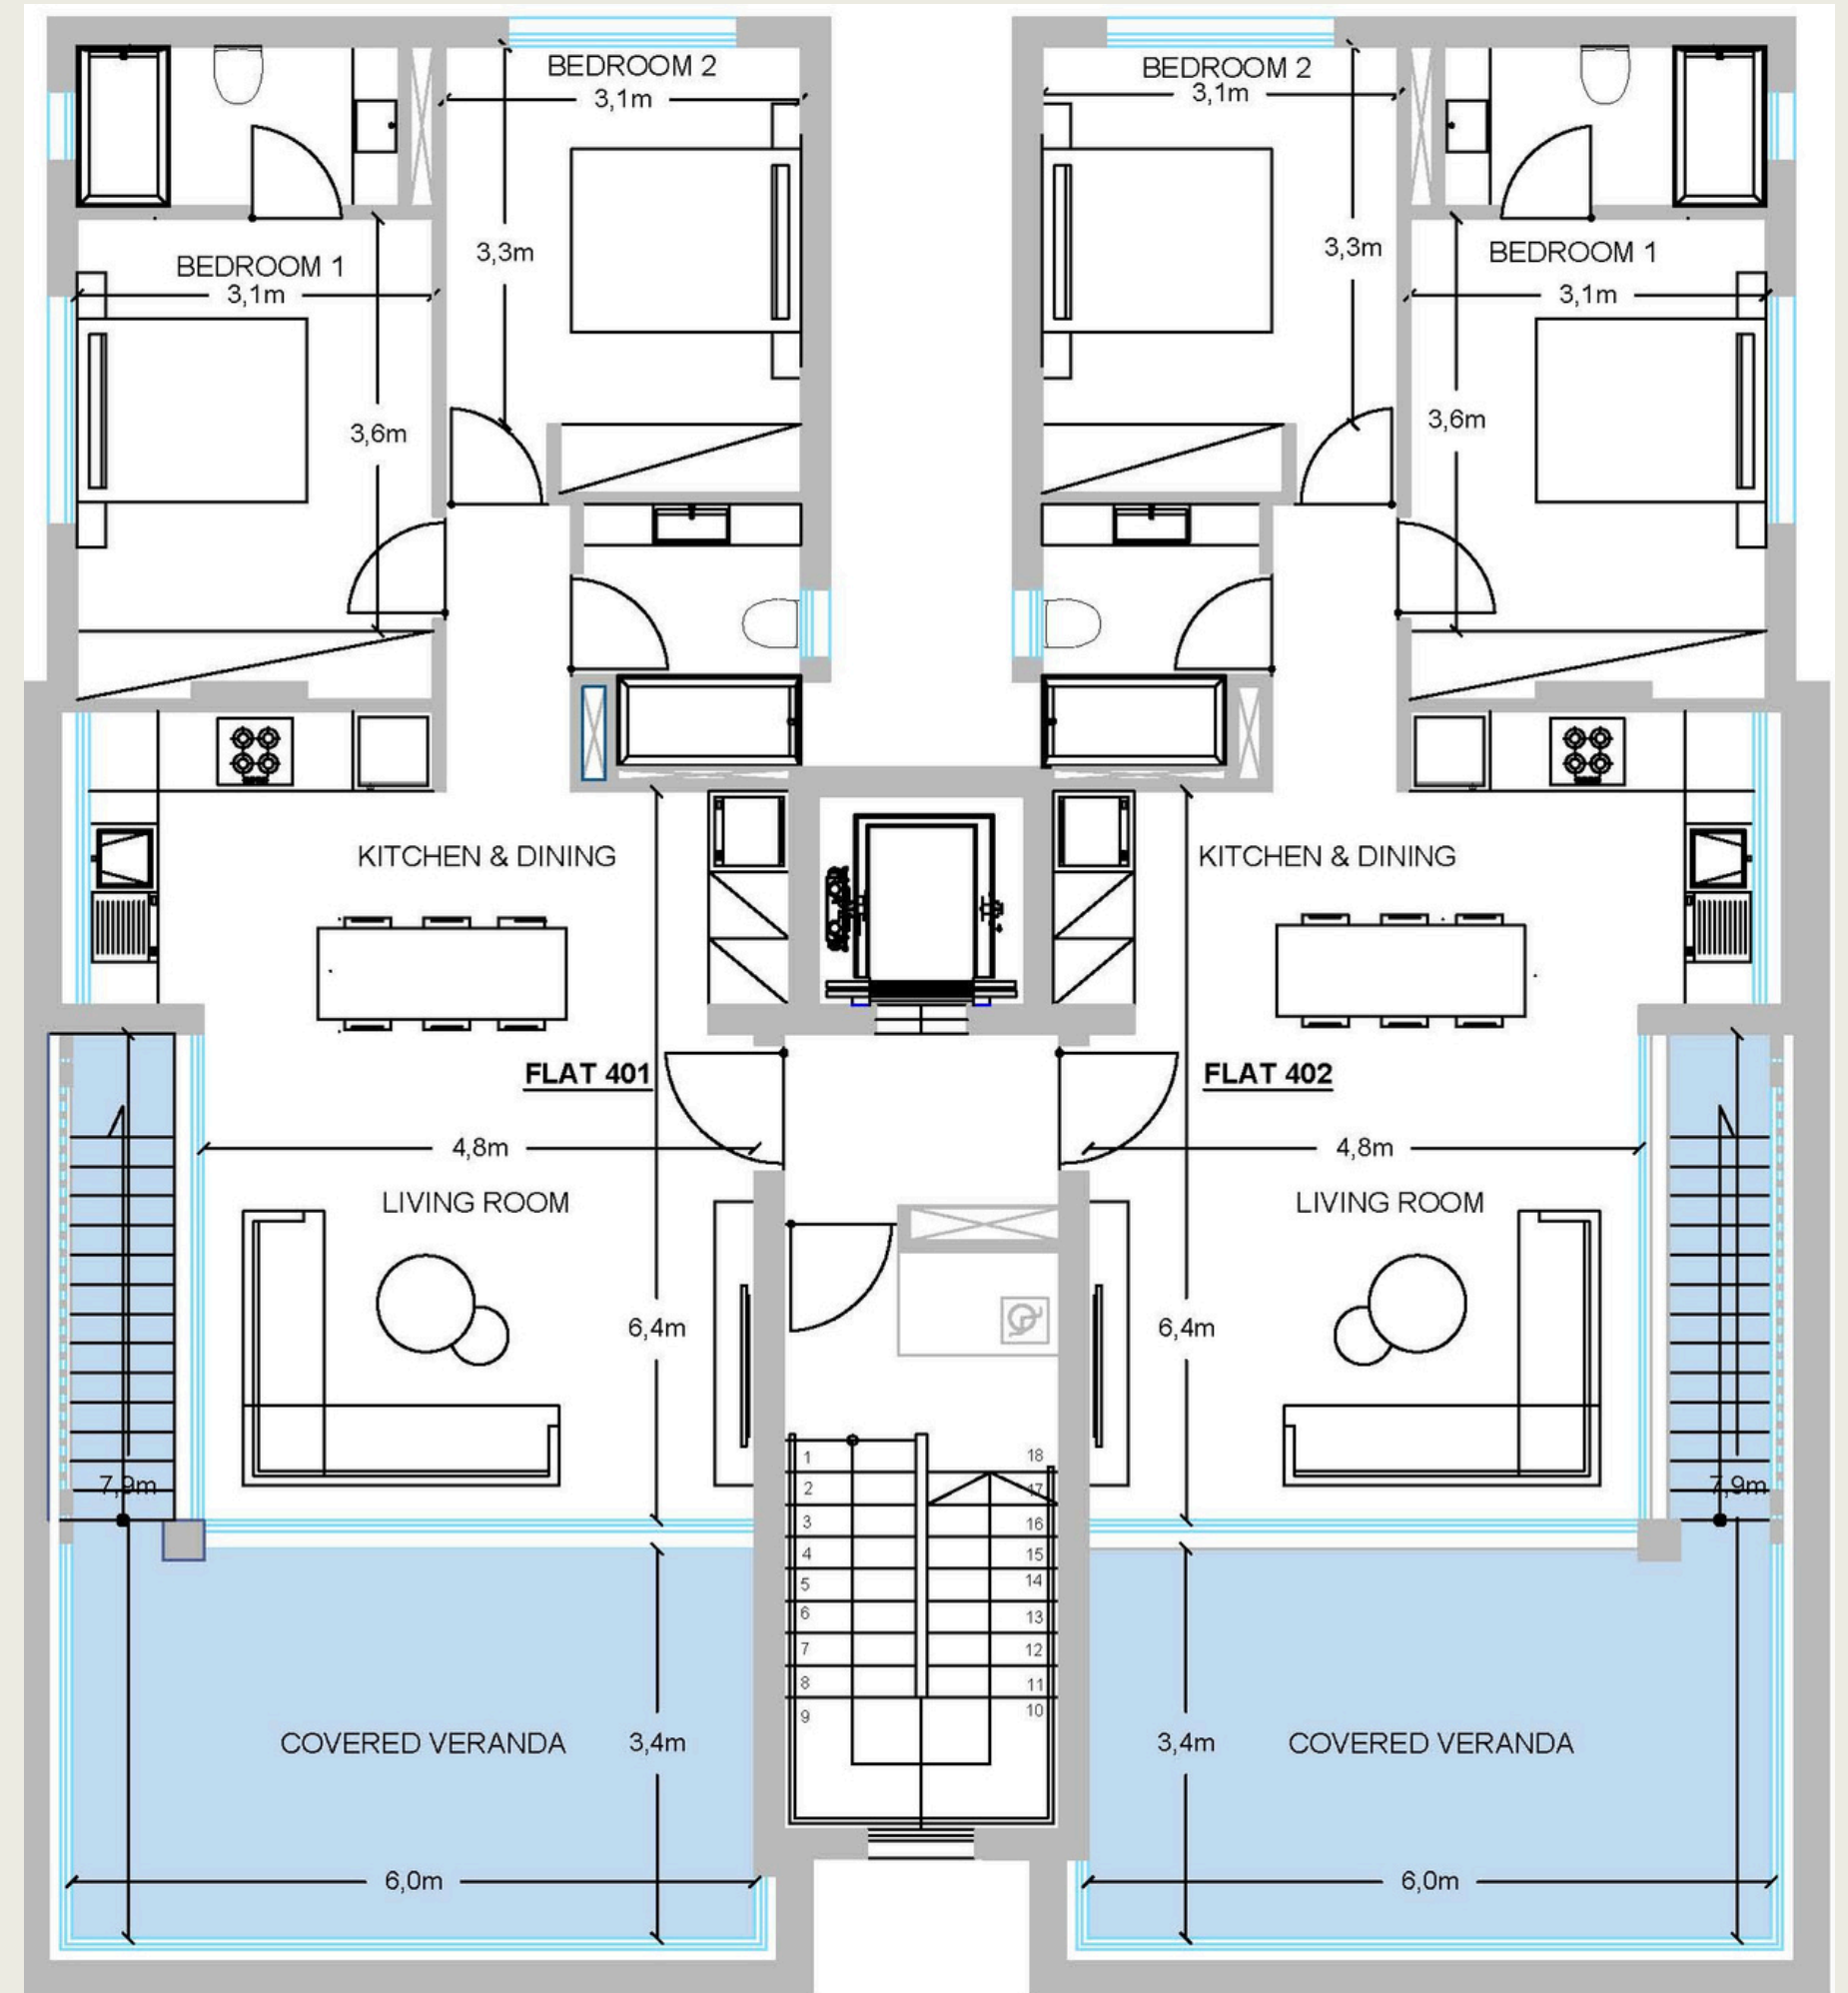 BEDROOM 2
3,1m
3,3m
BEDROOM 1
3,1m
3,6m
BEDROOM 2
3,1m
3,3m
BEDROOM 1
3,1m
3,6m
KITCHEN & DINING
KITCHEN & DINING
FLAT 401
FLAT 402
4,8m
4,8m
LIVING ROOM
LIVING ROOM
6,4m
6,4m
7,9m
7,9m
1
2
3
4
5
6
7
8
9
18
17
16
15
14
13
12
11
10
COVERED VERANDA
3,4m
3,4m
COVERED VERANDA
6,0m
6,0m